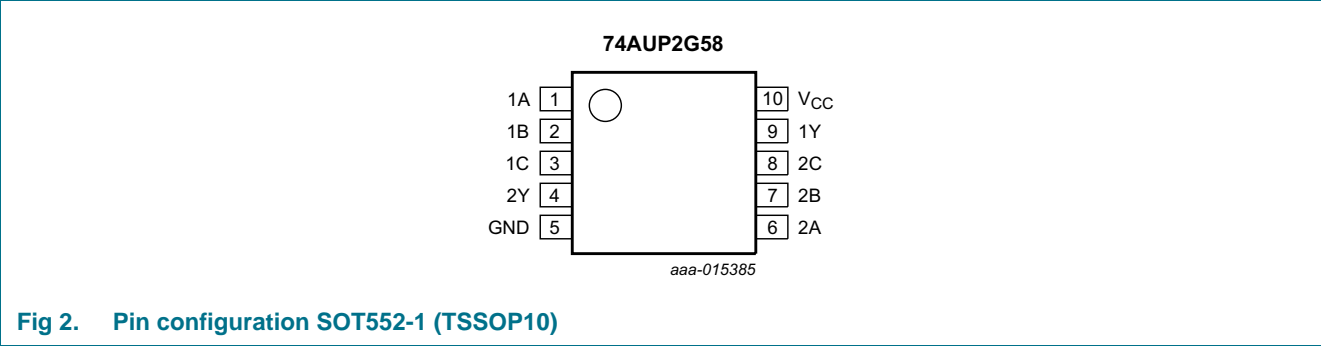 74AUP2G58
1A 1 10 VCC
1B 2 9 1Y
1C 3 8 2C
2Y 4 7 2B
GND 5 6 2A
aaa-015385
Fig 2. Pin configuration SOT552-1 (TSSOP10)